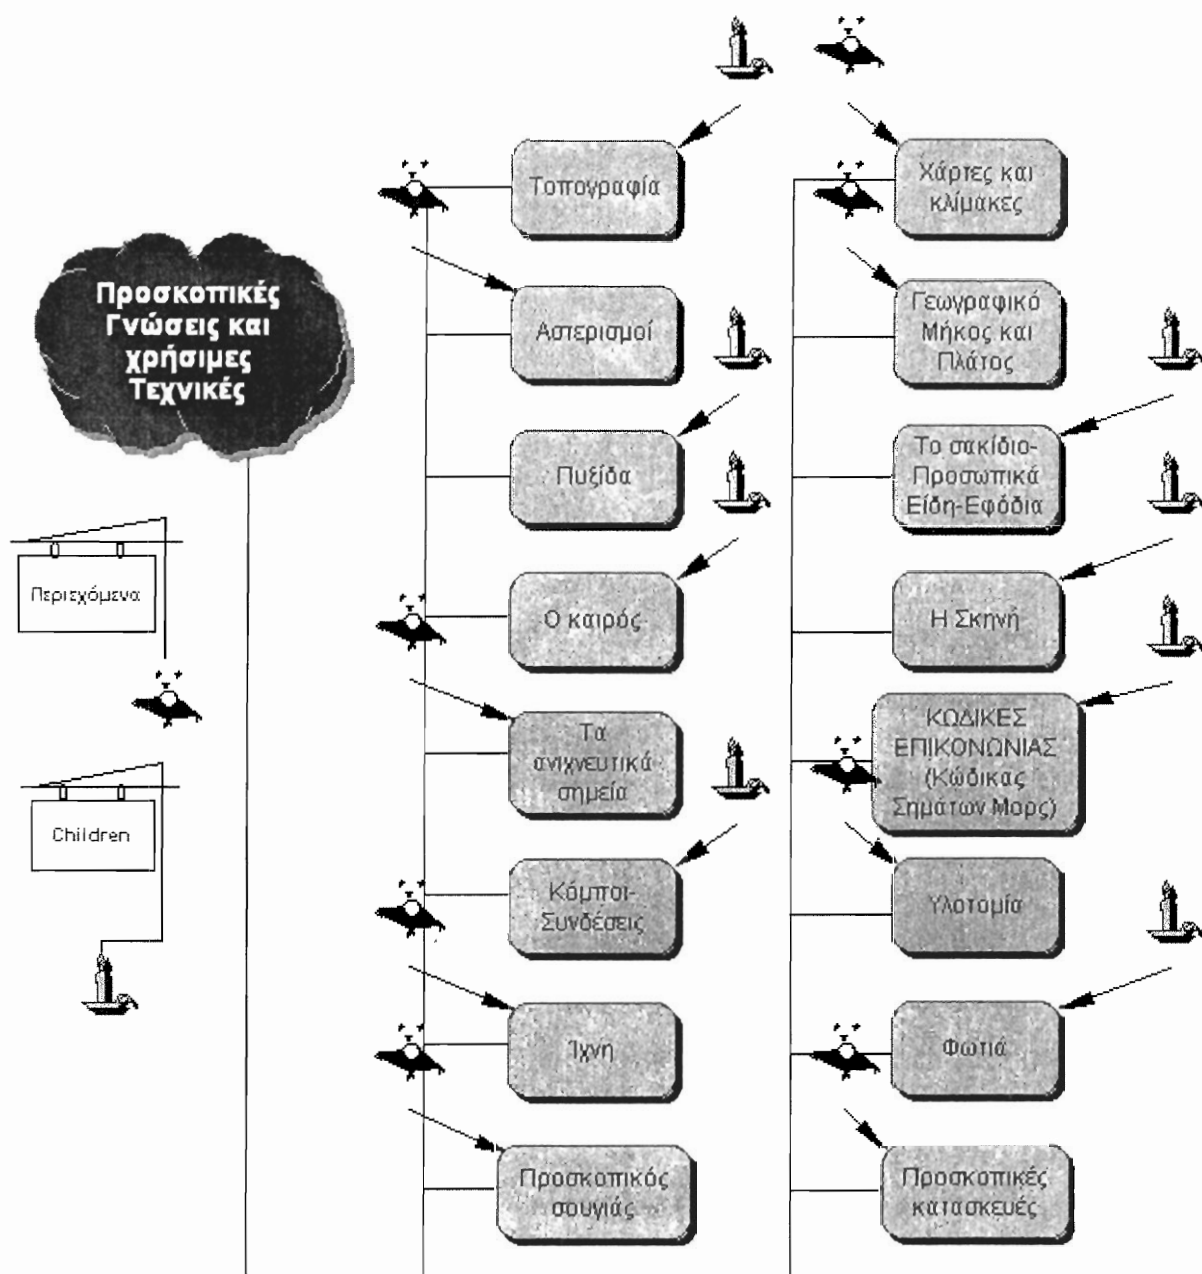 Προσκοπικές
Γνώσεις και
χρήσιμες
Τεχνικές
Περιεχόμενα
Children
Τοπογραφία
Αστερισμοί
Πυξίδα
Ο καιρός
Τα
ανιχνευτικά
σημεία
Κόμποι-
Συνδέσεις
Ίχνη
Προσκοπικός
σουγιάς
Χάρτες και
κλίμακες
Γεωγραφικό
Μήκος και
Πλάτος
Το σακίδιο-
Προσωπικά
Είδη-Εφόδια
Η Σκηνή
ΚΩΔΙΚΕΣ
ΕΠΙΚΟΝΩΝΙΑΣ
(Κώδικας
Σημάτων Μορς)
Υλοτομία
Φωτιά
Προσκοπικές
κατασκευές